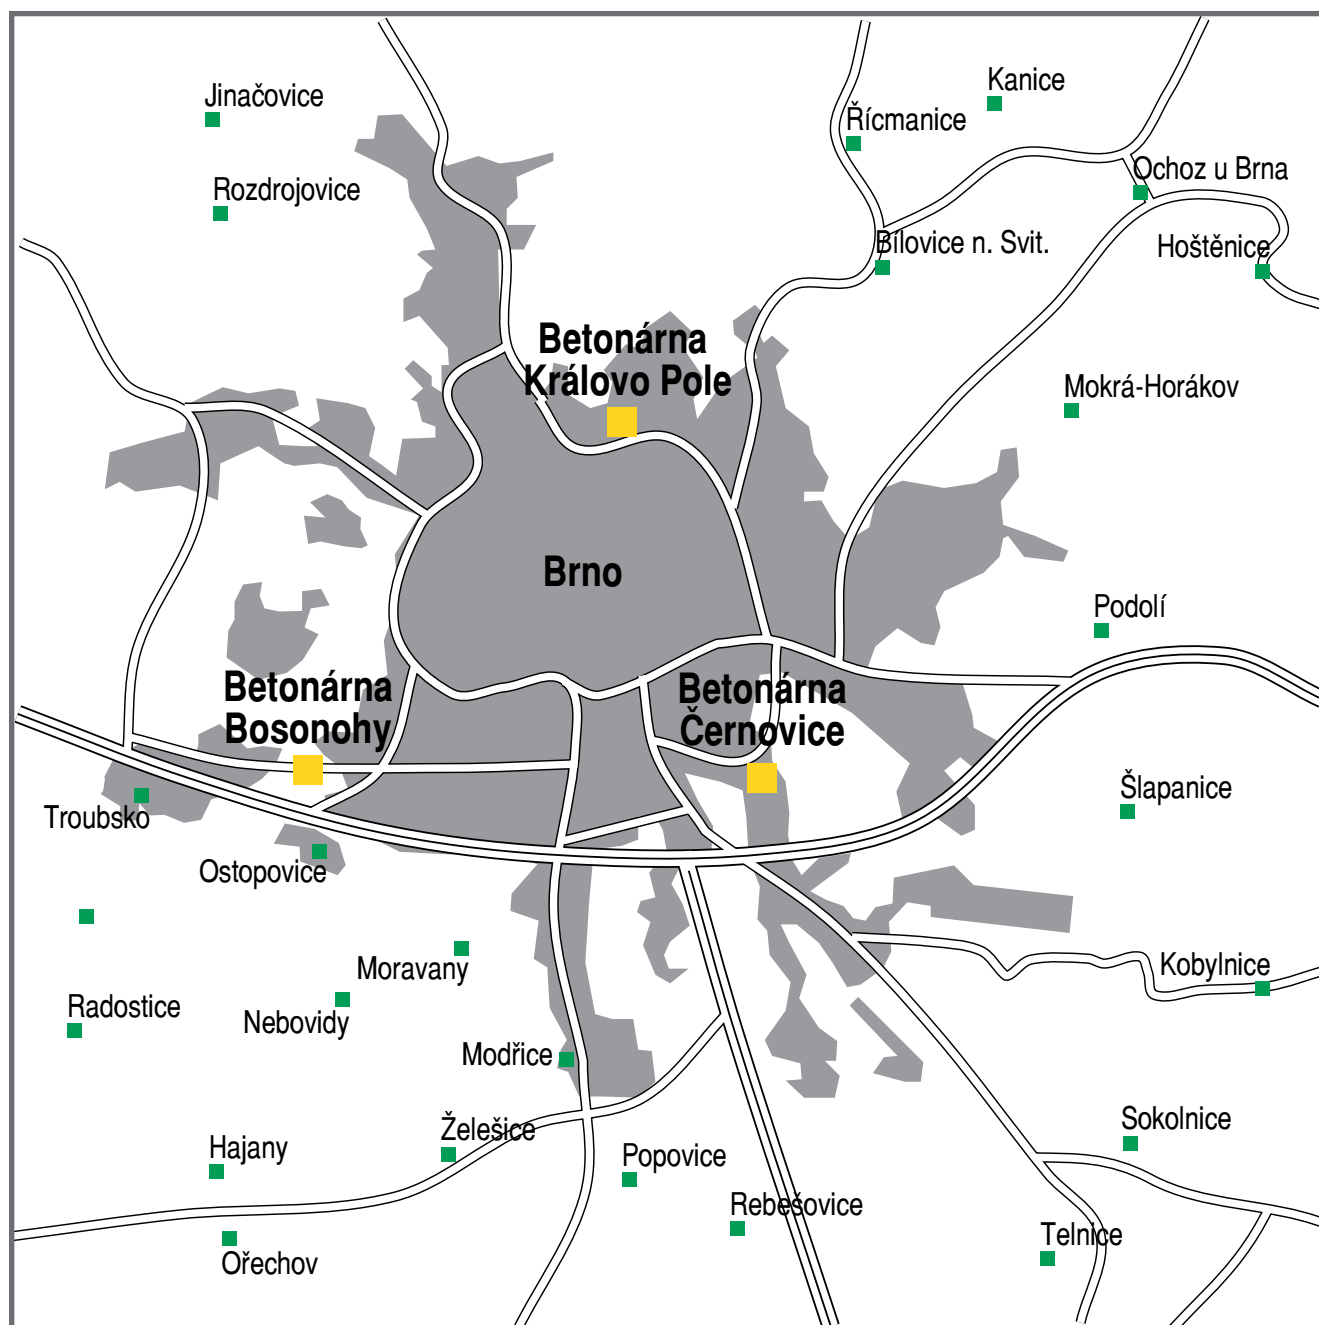 Kanice
Jinačovice
Řícmanice
Ochoz u Brna
Rozdrojovice
Bílovice n. Svit.
Hoštěnice
Betonárna
Královo Pole
Mokrá-Horákov
Brno
Podolí
Betonárna
Bosonohy
Betonárna
Černovice
Šlapanice
Troubsko
Ostopovice
Moravany
Kobylnice
Radostice
Nebovidy
Modřice
Sokolnice
Želešice
Hajany
Popovice
Rebešovice
Telnice
Ořechov